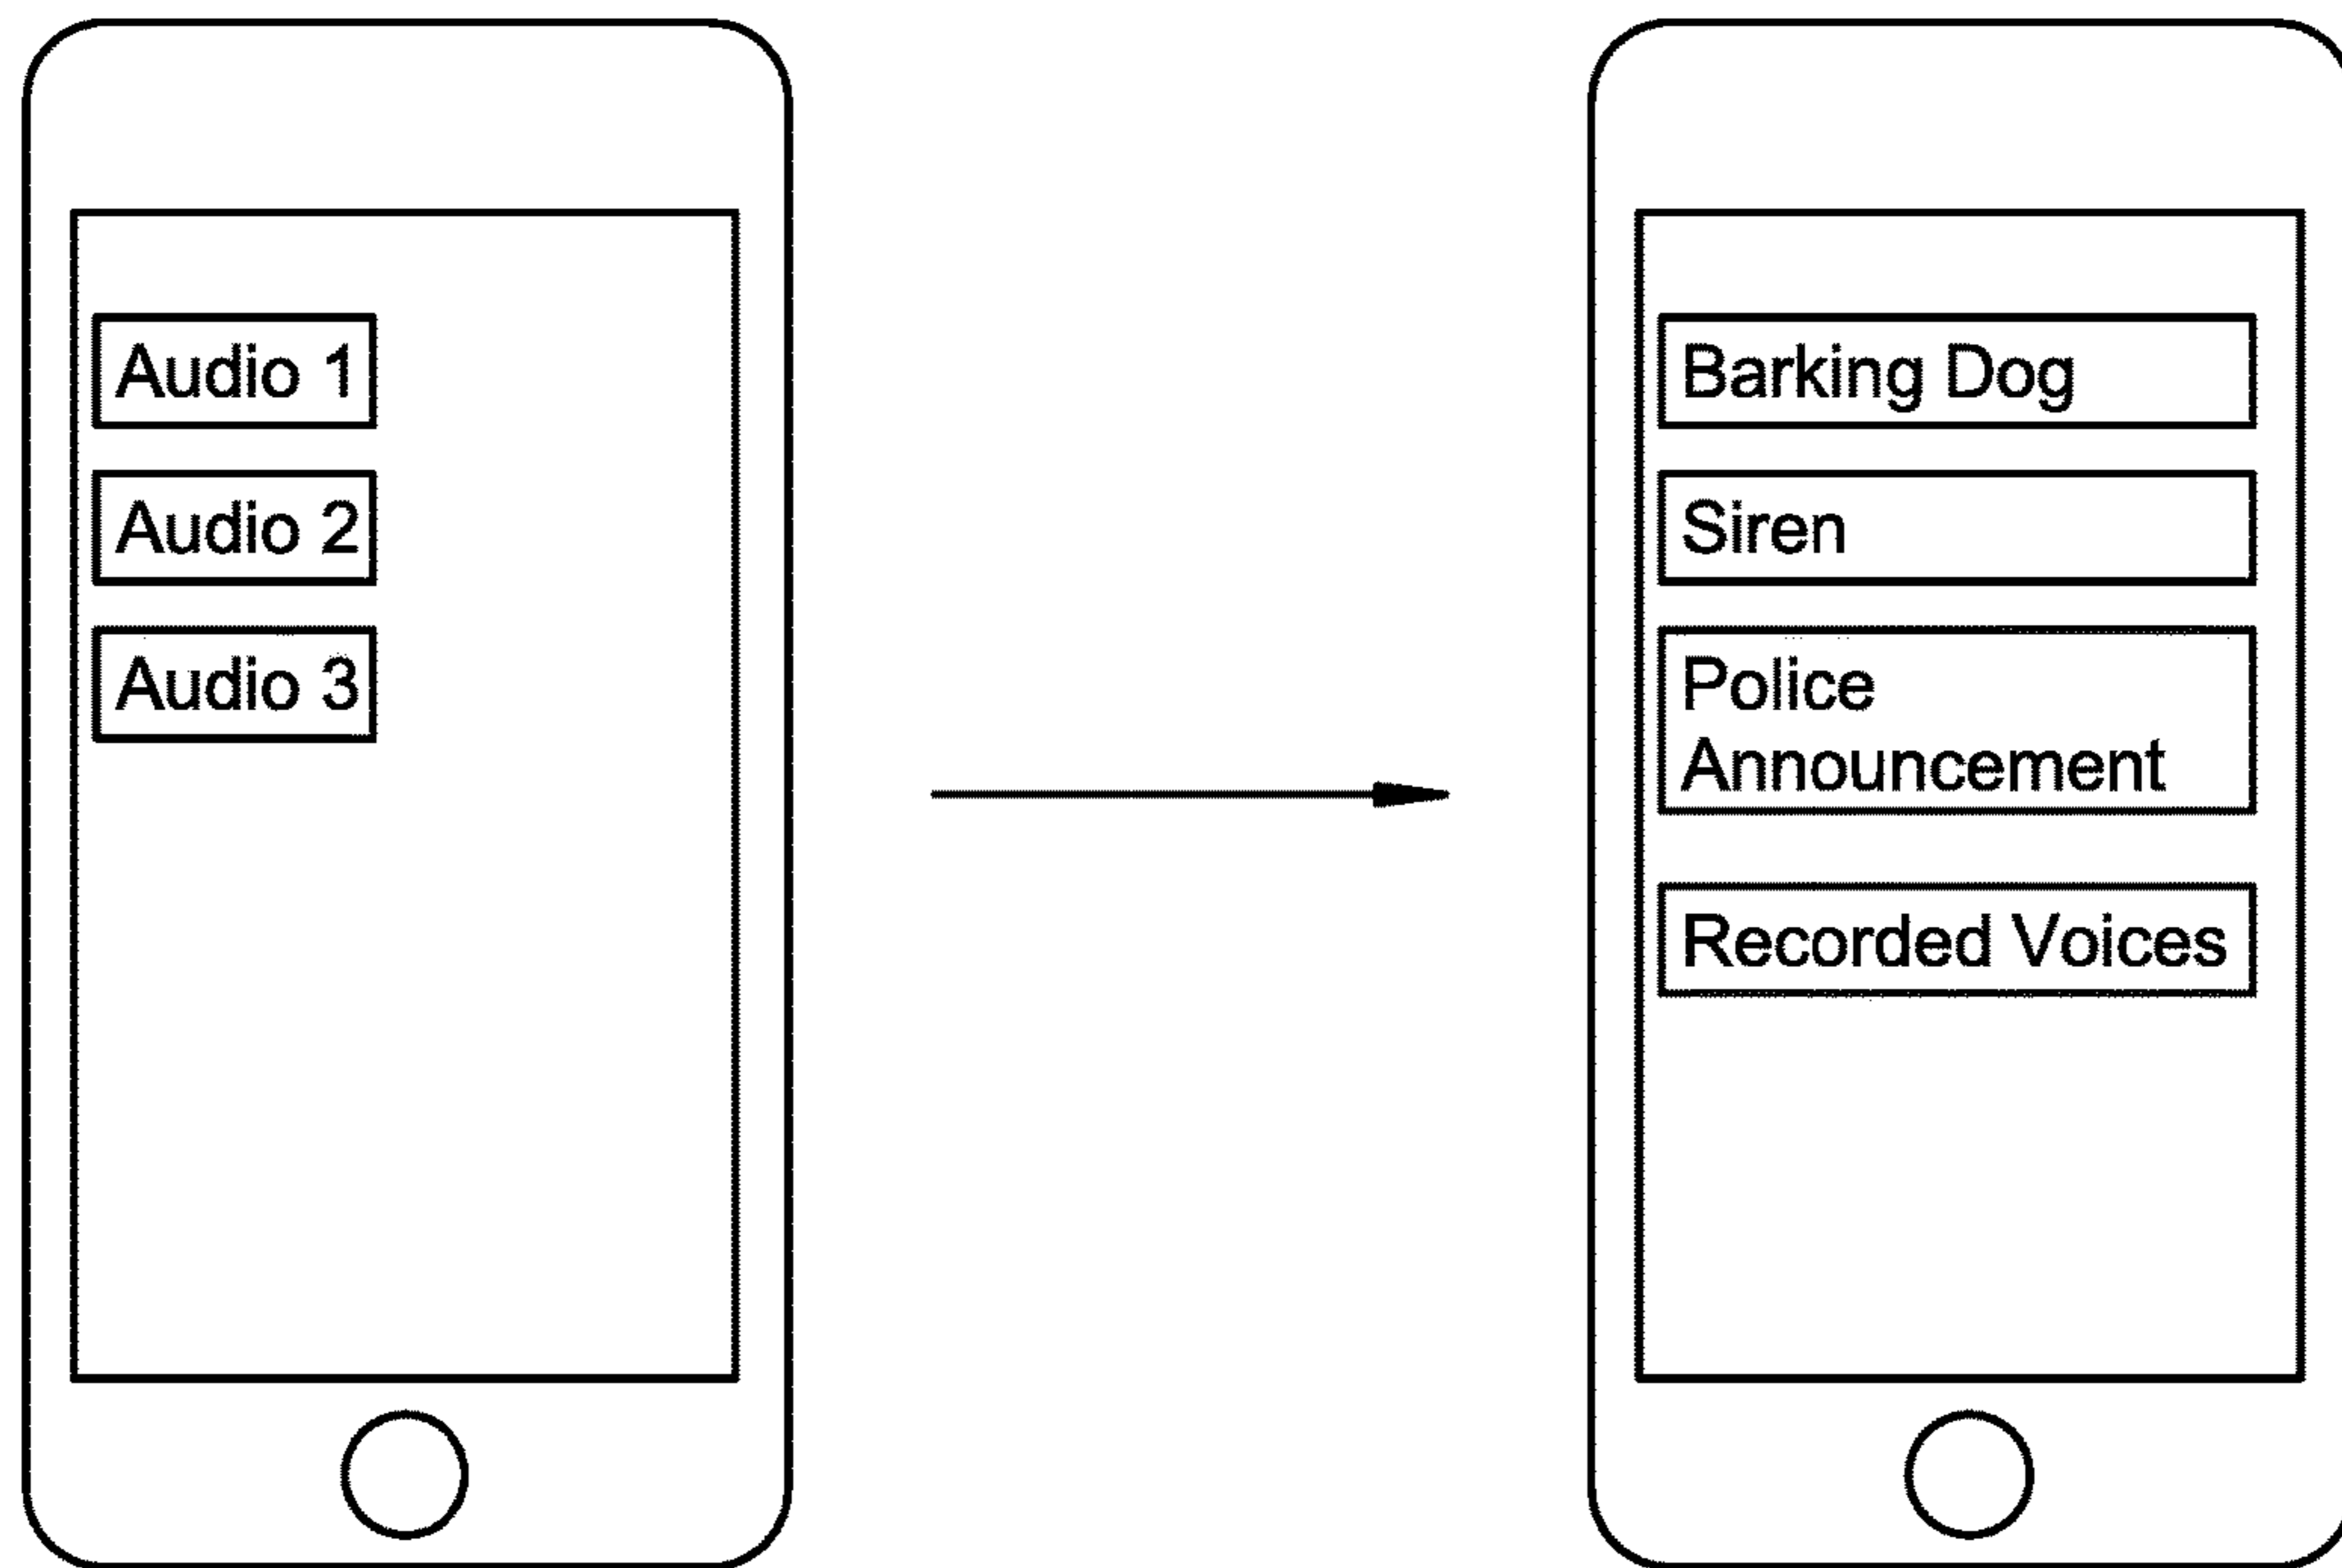 Audio 1
Audio 2
Audio 3
Barking Dog
Siren
Police
Announcement
Recorded Voices